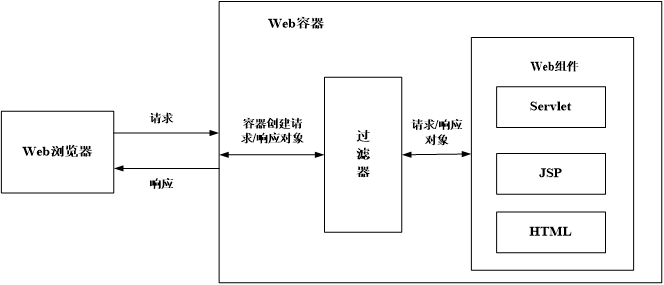 Web容器
Web组件
Servlet
请求
容器创建请
求/响应对象
过
滤
器
请求/响应
对象
Web浏览器
JSP
响应
HTML